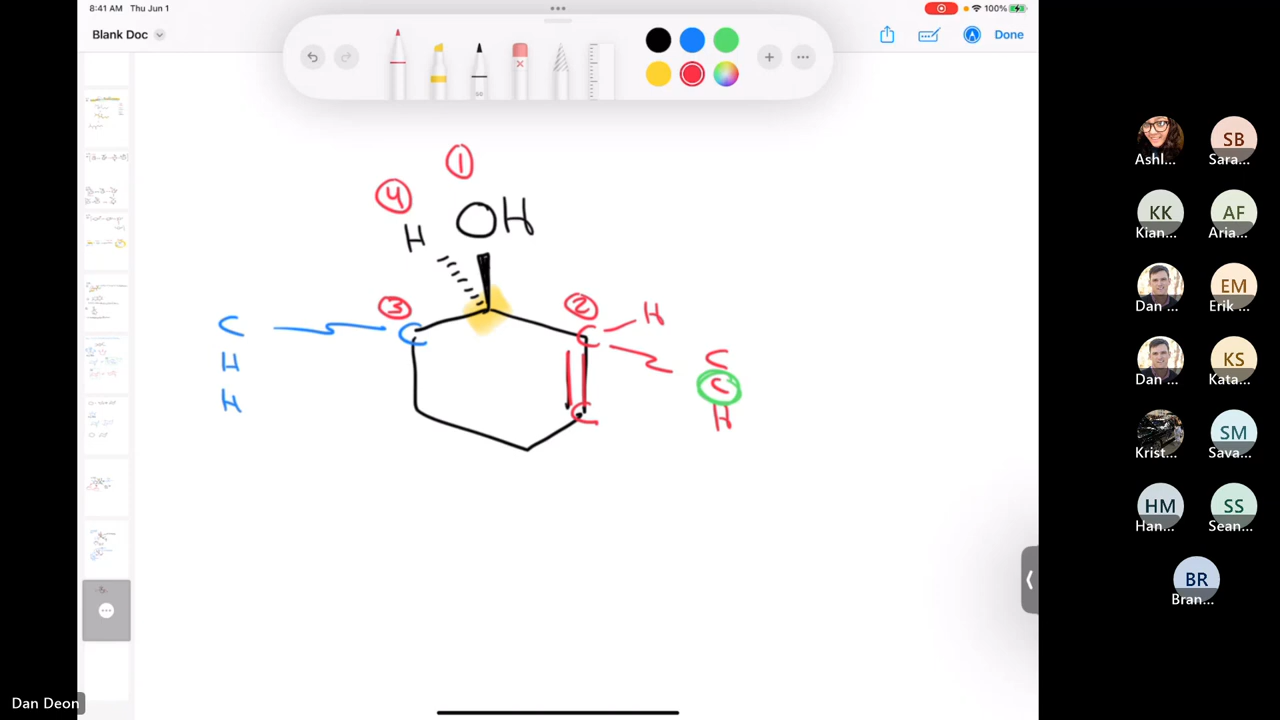 8:41 AM Thu Jun 1
100%
Blank Doc
Done
1
4
H OH
3
2
H
C
C
C
C
H
C
C
H
H
Ashl...
SB
Sara...
KK
Kian...
AF
Aria...
Dan ...
EM
Erik ...
Dan ...
KS
Kata...
Krist...
SM
Sava...
HM
Han...
SS
Sean...
BR
Bran...
Dan Deon